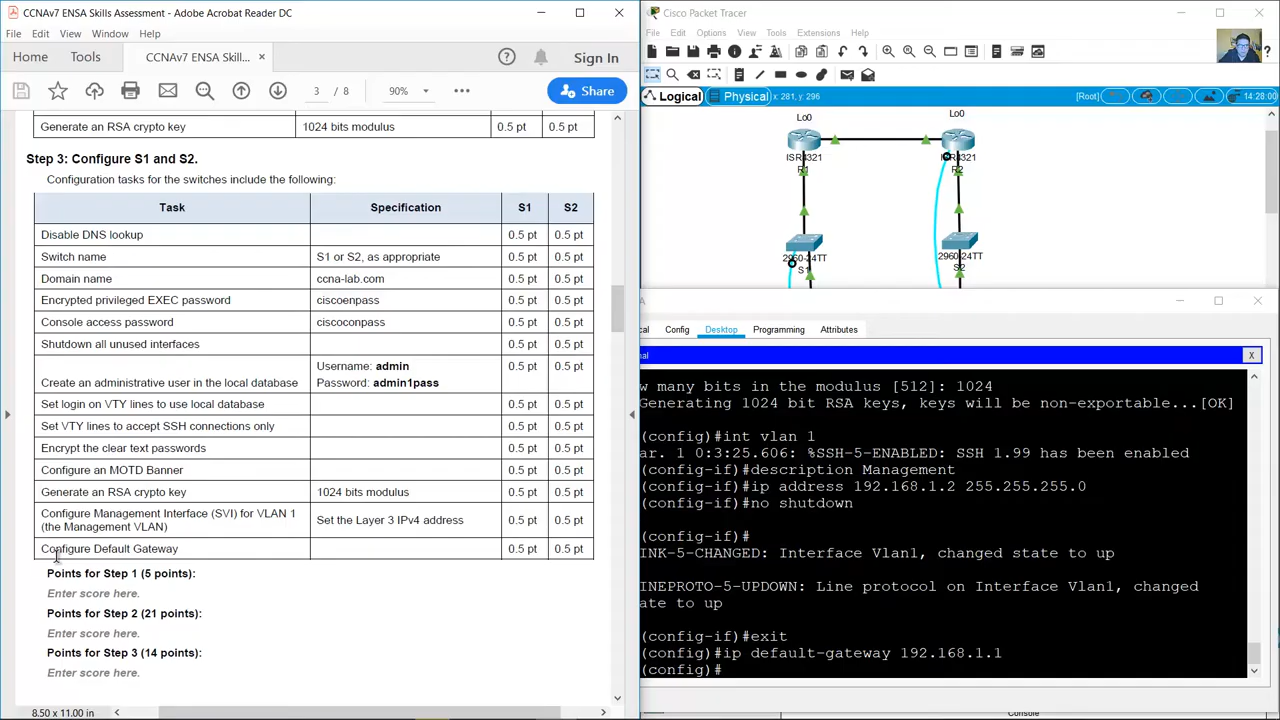 CCNAv7 ENSA Skills Assessment - Adobe Acrobat Reader DC
File Edit View Window Help
Home Tools CCNAv7 ENSA Skill... × Sign In
3 / 8 90% Share
Generate an RSA crypto key 1024 bits modulus 0.5 pt 0.5 pt
Step 3: Configure S1 and S2.
Configuration tasks for the switches include the following:
Task Specification S1 S2
Disable DNS lookup 0.5 pt 0.5 pt
Switch name S1 or S2, as appropriate 0.5 pt 0.5 pt
Domain name ccna-lab.com 0.5 pt 0.5 pt
Encrypted privileged EXEC password ciscoenpass 0.5 pt 0.5 pt
Console access password ciscoconpass 0.5 pt 0.5 pt
Shutdown all unused interfaces 0.5 pt 0.5 pt
Username: admin
Create an administrative user in the local database Password: admin1pass 0.5 pt 0.5 pt
Set login on VTY lines to use local database 0.5 pt 0.5 pt
Set VTY lines to accept SSH connections only 0.5 pt 0.5 pt
Encrypt the clear text passwords 0.5 pt 0.5 pt
Configure an MOTD Banner 0.5 pt 0.5 pt
Generate an RSA crypto key 1024 bits modulus 0.5 pt 0.5 pt
Configure Management Interface (SVI) for VLAN 1
(the Management VLAN) Set the Layer 3 IPv4 address 0.5 pt 0.5 pt
Configure Default Gateway 0.5 pt 0.5 pt
Points for Step 1 (5 points):
Enter score here.
Points for Step 2 (21 points):
Enter score here.
Points for Step 3 (14 points):
Enter score here.
8.50 x 11.00 in
Cisco Packet Tracer
File Edit Options View Tools Extensions Help
Logical Physical x: 281, y: 296 [Root] 14:28:00
Lo0 Lo0
ISR4321 ISR4321
R1 R2
2960-24TT 2960-24TT
S1 S2
A
al Config Desktop Programming Attributes
nal X
w many bits in the modulus [512]: 1024
Generating 1024 bit RSA keys, keys will be non-exportable...[OK]
(config)#int vlan 1
ar. 1 0:3:25.606: %SSH-5-ENABLED: SSH 1.99 has been enabled
(config-if)#description Management
(config-if)#ip address 192.168.1.2 255.255.255.0
(config-if)#no shutdown
(config-if)#
INK-5-CHANGED: Interface Vlan1, changed state to up
INEPROTO-5-UPDOWN: Line protocol on Interface Vlan1, changed
ate to up
(config-if)#exit
(config)#ip default-gateway 192.168.1.1
(config)#
Console